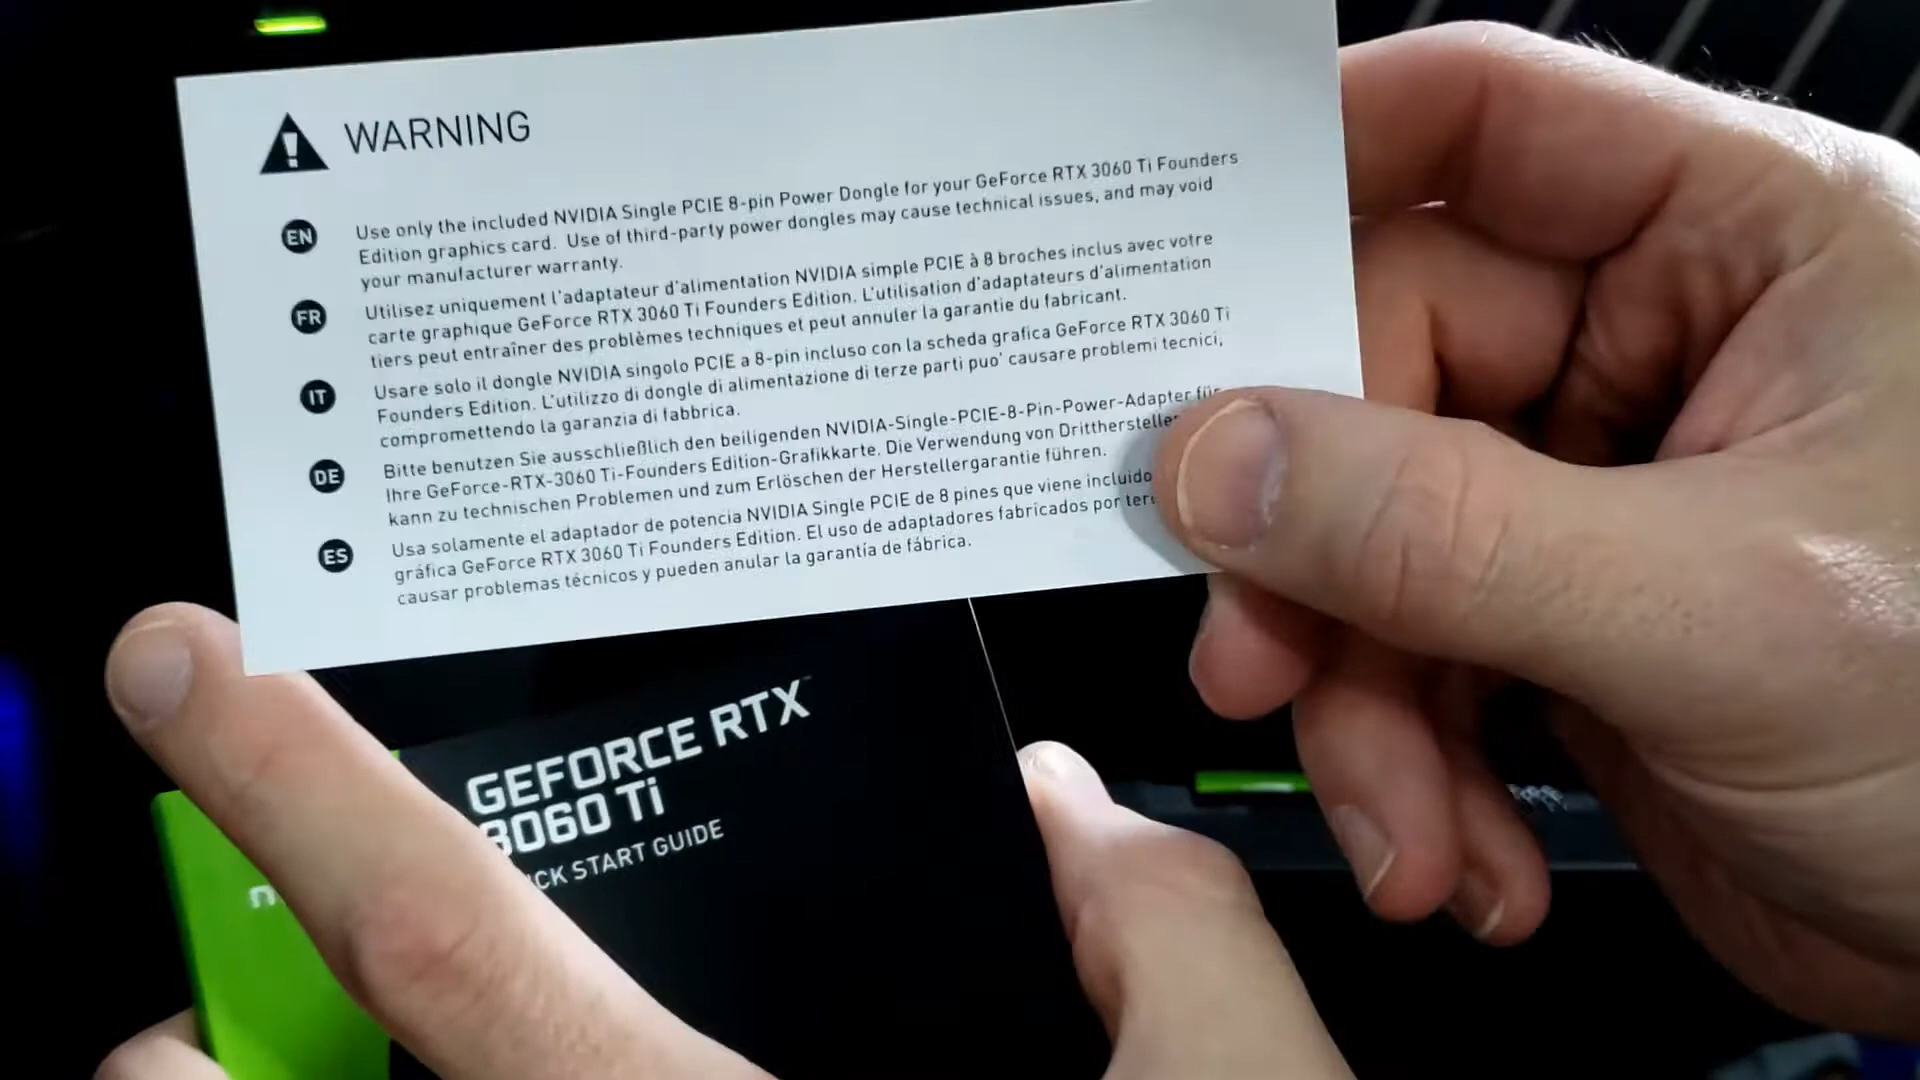 WARNING
EN
Use only the included NVIDIA Single PCIE 8-pin Power Dongle for your GeForce RTX 3060 Ti Founders
Edition graphics card. Use of third-party power dongles may cause technical issues, and may void
your manufacturer warranty.
FR
Utilisez uniquement l'adaptateur d'alimentation NVIDIA simple PCIE à 8 broches inclus avec votre
carte graphique GeForce RTX 3060 Ti Founders Edition. L'utilisation d'adaptateurs d'alimentation
tiers peut entraîner des problèmes techniques et peut annuler la garantie du fabricant.
IT
Usare solo il dongle NVIDIA singolo PCIE a 8-pin incluso con la scheda grafica GeForce RTX 3060 Ti
Founders Edition. L'utilizzo di dongle di alimentazione di terze parti puo' causare problemi tecnici,
compromettendo la garanzia di fabbrica.
DE
Bitte benutzen Sie ausschließlich den beiligenden NVIDIA-Single-PCIE-8-Pin-Power-Adapter für
Ihre GeForce-RTX-3060 Ti-Founders Edition-Grafikkarte. Die Verwendung von
kann zu technischen Problemen und zum Erlöschen der Herstellergarantie führen.
ES
Usa solamente el adaptador de potencia NVIDIA Single PCIE de 8 pines que viene incluido
gráfica GeForce RTX 3060 Ti Founders Edition. El uso de adaptadores fabricados por
causar problemas técnicos y pueden anular la garantía de fábrica.
GEFORCE RTX
3060 Ti
START GUIDE